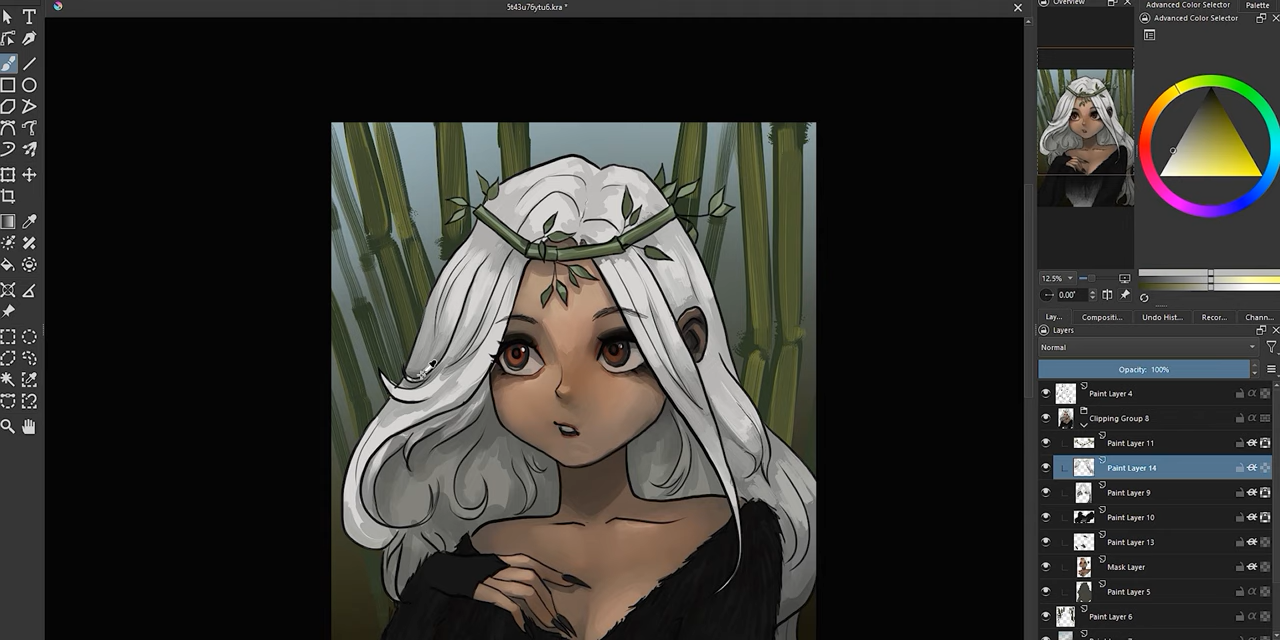 5t43u76ytu6.kra *
Overview
Advanced Color Selector
Palette
Advanced Color Selector
12.5%
0.00°
Lay...
Compositi...
Undo Hist...
Recor...
Chann...
Layers
Normal
Opacity: 100%
Paint Layer 4
Clipping Group 8
Paint Layer 11
Paint Layer 14
Paint Layer 9
Paint Layer 10
Paint Layer 13
Mask Layer
Paint Layer 5
Paint Layer 6